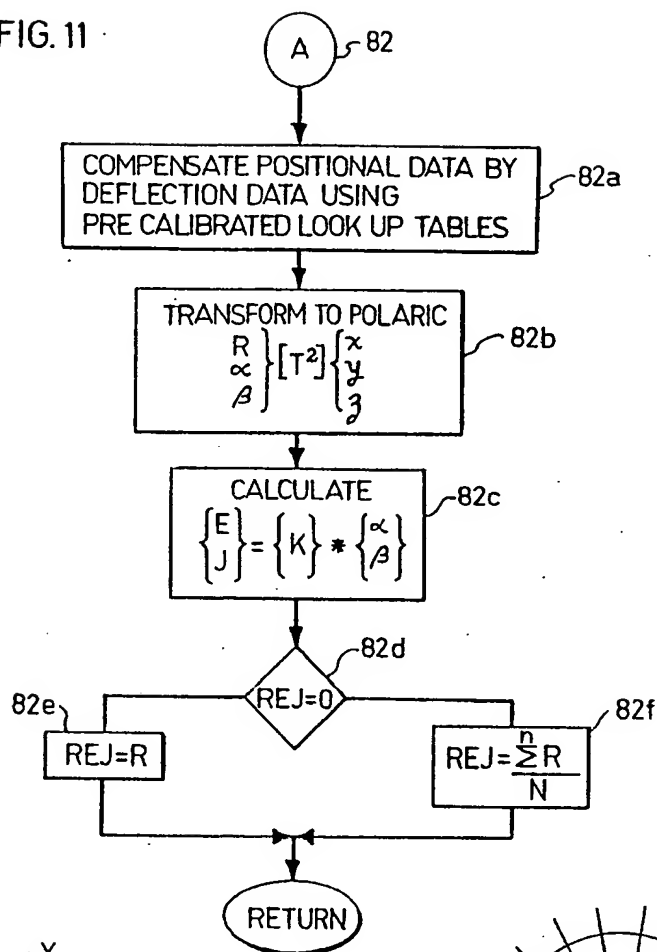 FIG. 11
A
82
COMPENSATE POSITIONAL DATA BY
DEFLECTION DATA USING
PRE CALIBRATED LOOK UP TABLES
82a
TRANSFORM TO POLARIC
R
α
β
[T²]
x
y
z
82b
CALCULATE
{E J} = {K} * {α β}
82c
82d
REJ=0
82e
REJ=R
82f
REJ= n Σ R
N
RETURN
X